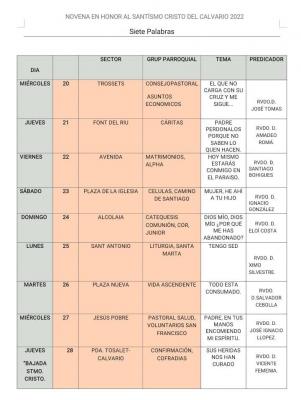 NOVENA EN HONOR AL SANTÍSMO CRISTO DEL CALVARIO 2022
Siete Palabras
SECTOR GRUP PARROQUIAL TEMA PREDICADOR
DIA
MIÉRCOLES 20 TROSSETS CONSEJOPASTORAL
ASUNTOS
ECONOMICOS
EL QUE NO
CARGA CON SU
CRUZ Y ME
SIGUE...
RVDO.D.
JOSÉ TOMAS
JUEVES 21 FONT DEL RIU CÁRITAS
PADRE
PERDONALOS
PORQUE NO
SABEN LO
QUEN HACEN.
RVDO. D.
AMADEO
ROMÁ.
VIERNES 22 AVENIDA MATRIMONIOS,
ALPHA
HOY MISMO
ESTARÁS
CONMIGO EN
EL PARAISO.
RVDO. D.
SANTIAGO
BOHIGUES.
SÁBADO 23 PLAZA DE LA IGLESIA CELULAS, CAMINO
DE SANTIAGO
MUJER, HE AHÍ
A TU HIJO.
RVDO. D.
IGNACIO
GONZÁLEZ
DOMINGO 24 ALCOLAIA CATEQUESIS
COMUNIÓN, COR,
JUNIOR
DIOS MÍO, DIOS
MÍO ¿POR QUÉ
ME HAS
ABANDONADO?
RVDO. D.
ELOÍ COSTA
LUNES 25 SANT ANTONIO LITURGIA, SANTA
MARTA
TENGO SED
RVDO. D.
XIMO
SILVESTRE.
MARTES 26 PLAZA NUEVA VIDA ASCENDENTE
TODO ESTA
CONSUMADO.
RVDO.
D.SALVADOR
CEBOLLA
MIÉRCOLES 27 JESÚS POBRE PASTORAL SALUD,
VOLUNTARIOS SAN
FRANCISCO
PADRE, EN TUS
MANOS
ENCOMIENDO
MI ESPÍRITU.
RVDO.D.
IGNACIO
LLOPEZ.
JUEVES
"BAJADA
STMO.
CRISTO.
28 PDA. TOSALET-
CALVARIO
CONFIRMACIÓN,
COFRADIAS
SUS HERIDAS
NOS HAN
CURADO
RVDO. D.
VICENTE
FEMENIA.